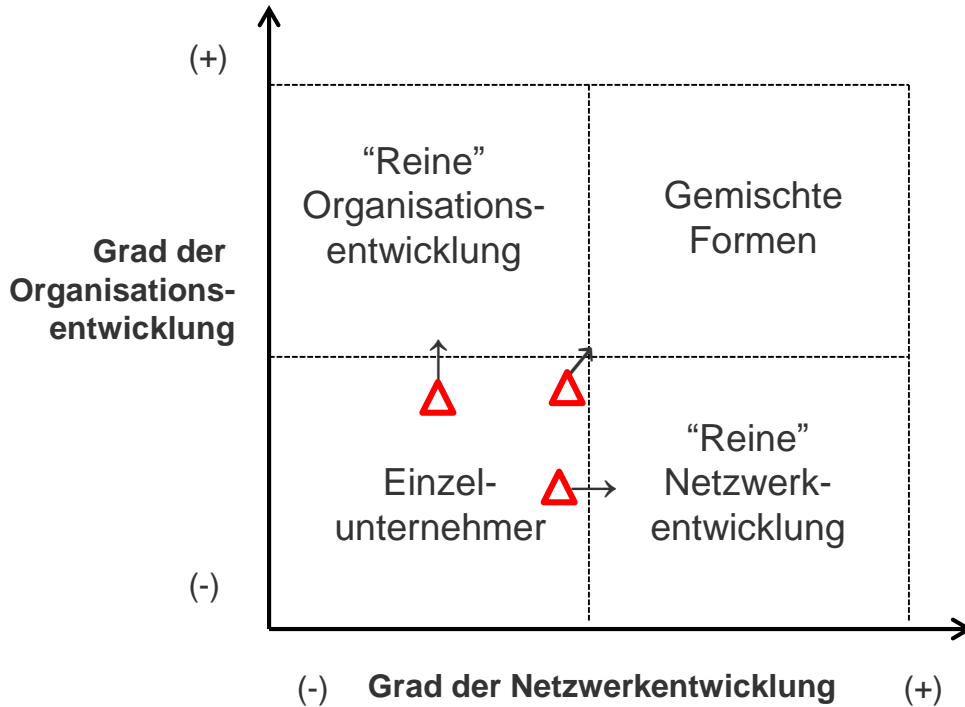 (+)
“Reine”
Organisations-
entwicklung
Gemischte
Formen
Grad der
Organisations-
entwicklung
“Reine”
Netzwerk-
entwicklung
Einzel-
unternehmer
(-)
(-) Grad der Netzwerkentwicklung (+)